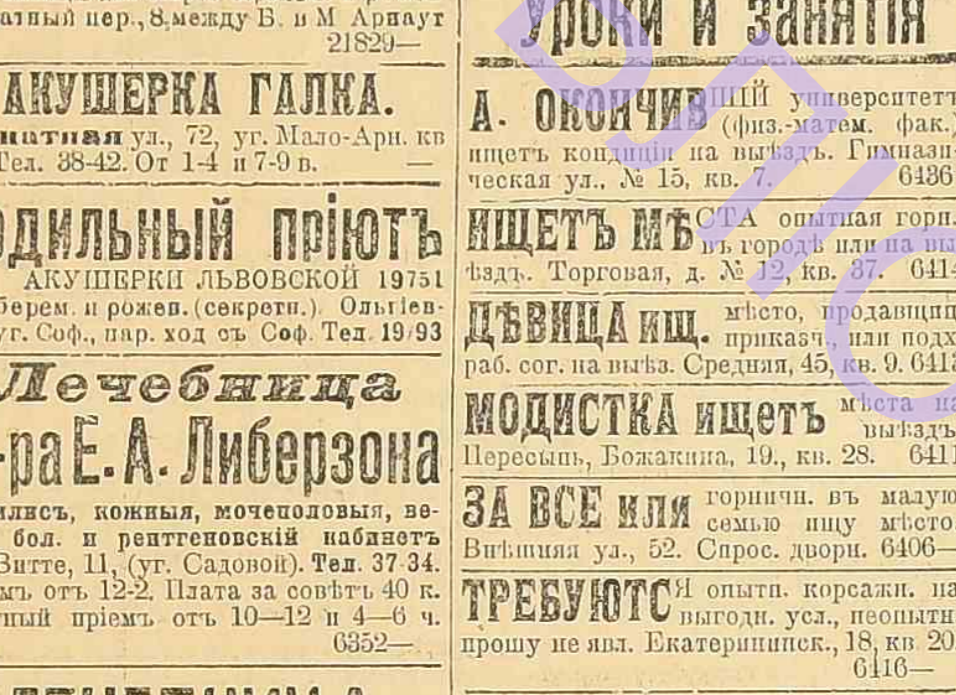 пер., 8, между Б. и М Арнаут
21829—
АКУШЕРКА ГАЛКА.
ул., 72, уг. Мало-Арн. кв
Тел. 38-42. От 1-4 и 7-9 в. —
ОДИЛЬНЫЙ пріютъ
АКУШЕРКИ ЛЬВОВСКОЙ 19751
берем. и рожен. (секретн.) Ольгіев-
уг. Соф., пар. ход съ Соф. Тел. 19-93
Лечебница
-ра Е. А. Либерзона
илисъ, кожныя, мочеполовыя, ве-
бол. и рентгеновскій кабинетъ
Витте, 11, (уг. Садовой). Тел. 37-34.
мъ отъ 12-2. Плата за совѣтъ 40 к.
тный пріемъ отъ 10—12 и 4—6 ч.
6352—
Уроки и занятія
А. ОКОНЧИВШІЙ университетъ
(физ.-матем. фак.)
ищетъ кондиціи на выѣздъ. Гимнази-
ческая ул., № 15, кв. 7. 6436
ИЩЕТЪ МѢСТА опытная горн.
въ городѣ или на вы
ѣздъ. Торговая, д. № 12, кв. 37. 6414
ДѢВИЦА ищ. мѣсто, продавщиц
приказч., или подх
раб. сог. на выѣз. Средняя, 45, кв. 9. 6413
МОДИСТКА ищетъ мѣста на
выѣздъ
Пересыпь, Божакина, 19., кв. 28. 6411
ЗА ВСЕ или горничн. въ малую
семью ищу мѣсто.
Внѣшняя ул., 52. Спрос. дворн. 6406—
ТРЕБУЮТСЯ опытн. корсажн. на
выгодн. усл., неопытн
прошу не явл. Екатерининск., 18, кв 20.
6416—